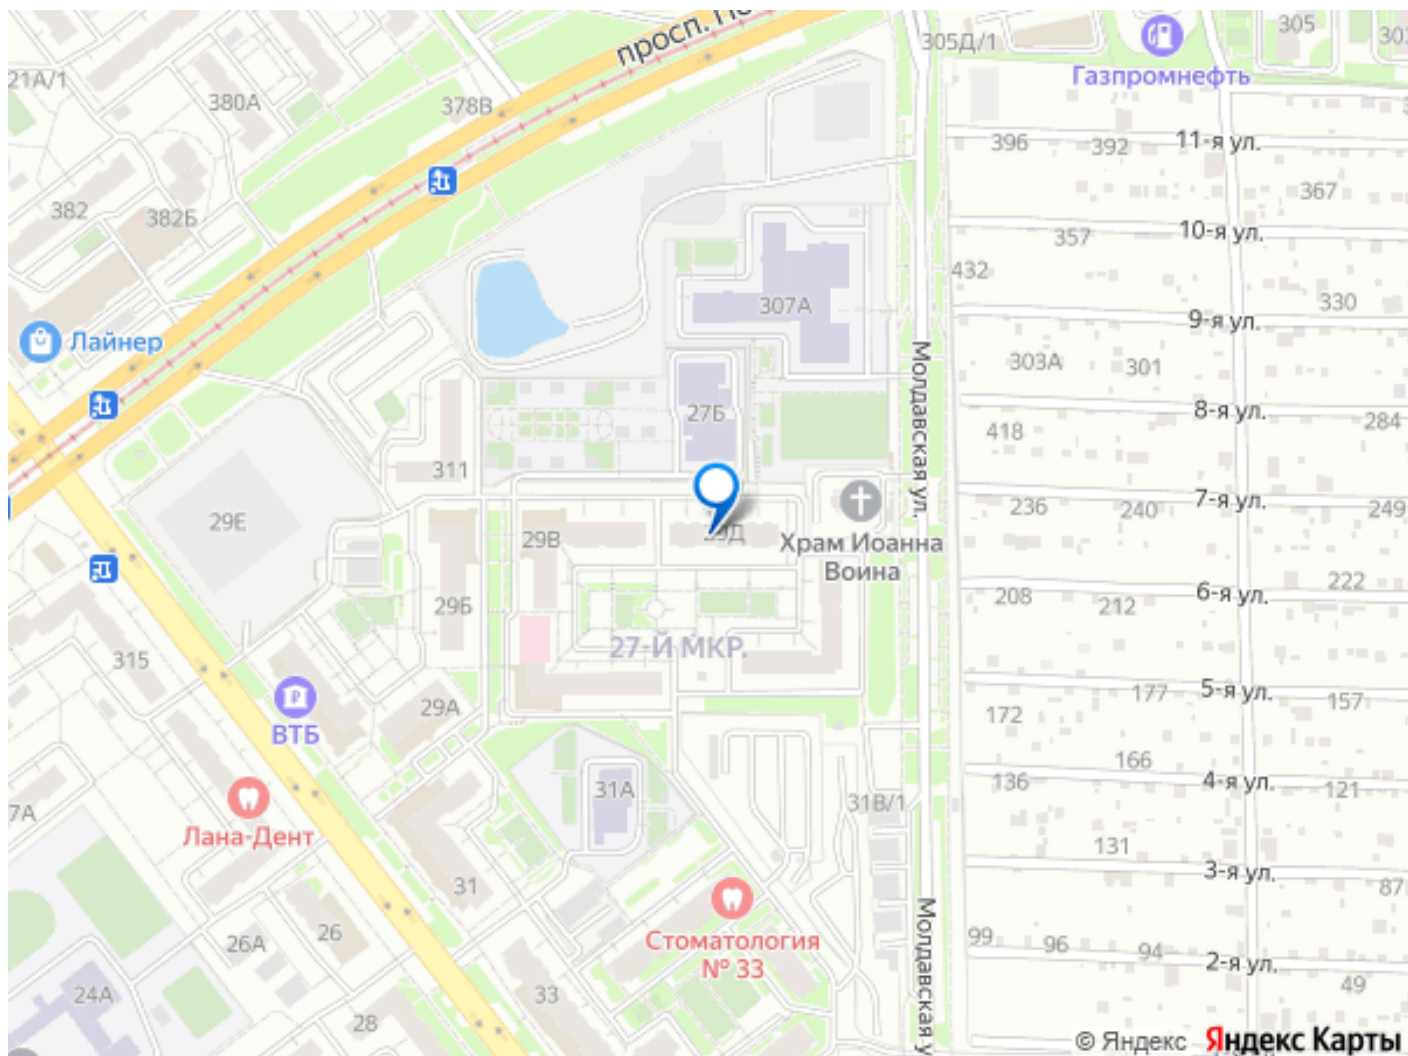 просп.
305Д/1
305
21А/1
380А
378В
Газпромнефть
396
392
11-я ул.
367
382
382Б
357
10-я ул.
432
307А
330
9-я ул.
Лайнер
303А
301
Молдавская ул.
27Б
418
8-я ул.
284
311
236
240
7-я ул.
249
29Е
29В
Храм Иоанна
Воина
29Б
208
212
6-я ул.
222
27-Й МКР.
315
177
5-я ул.
157
172
29А
ВТБ
166
136
4-я ул.
121
31А
31В/1
7А
Лана-Дент
131
3-я ул.
87
31
Стоматология
№ 33
26А
26
99
96
94
2-я ул.
49
24А
33
28
Молдавская у
© Яндекс Яндекс Карты